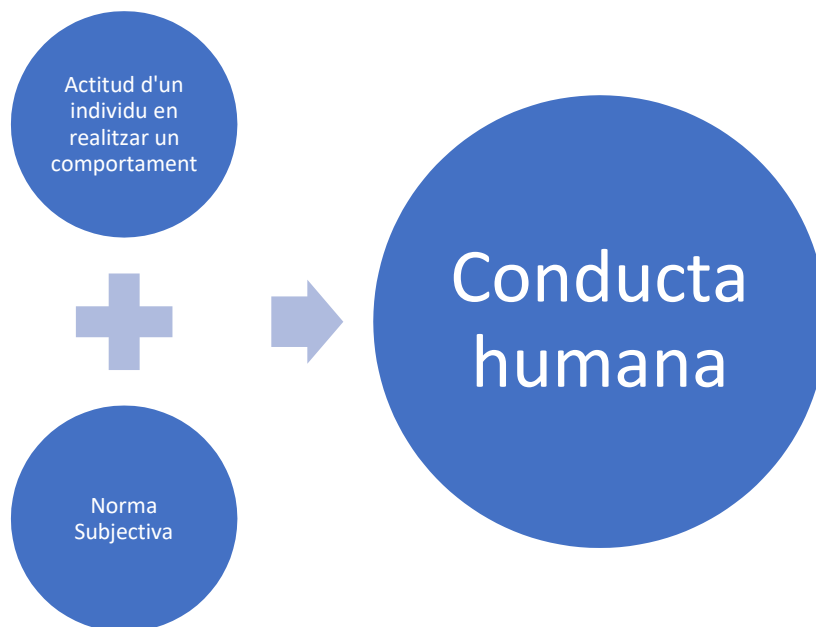 Actitud d'un
individu en
realitzar un
comportament
Norma
Subjectiva
Conducta
humana